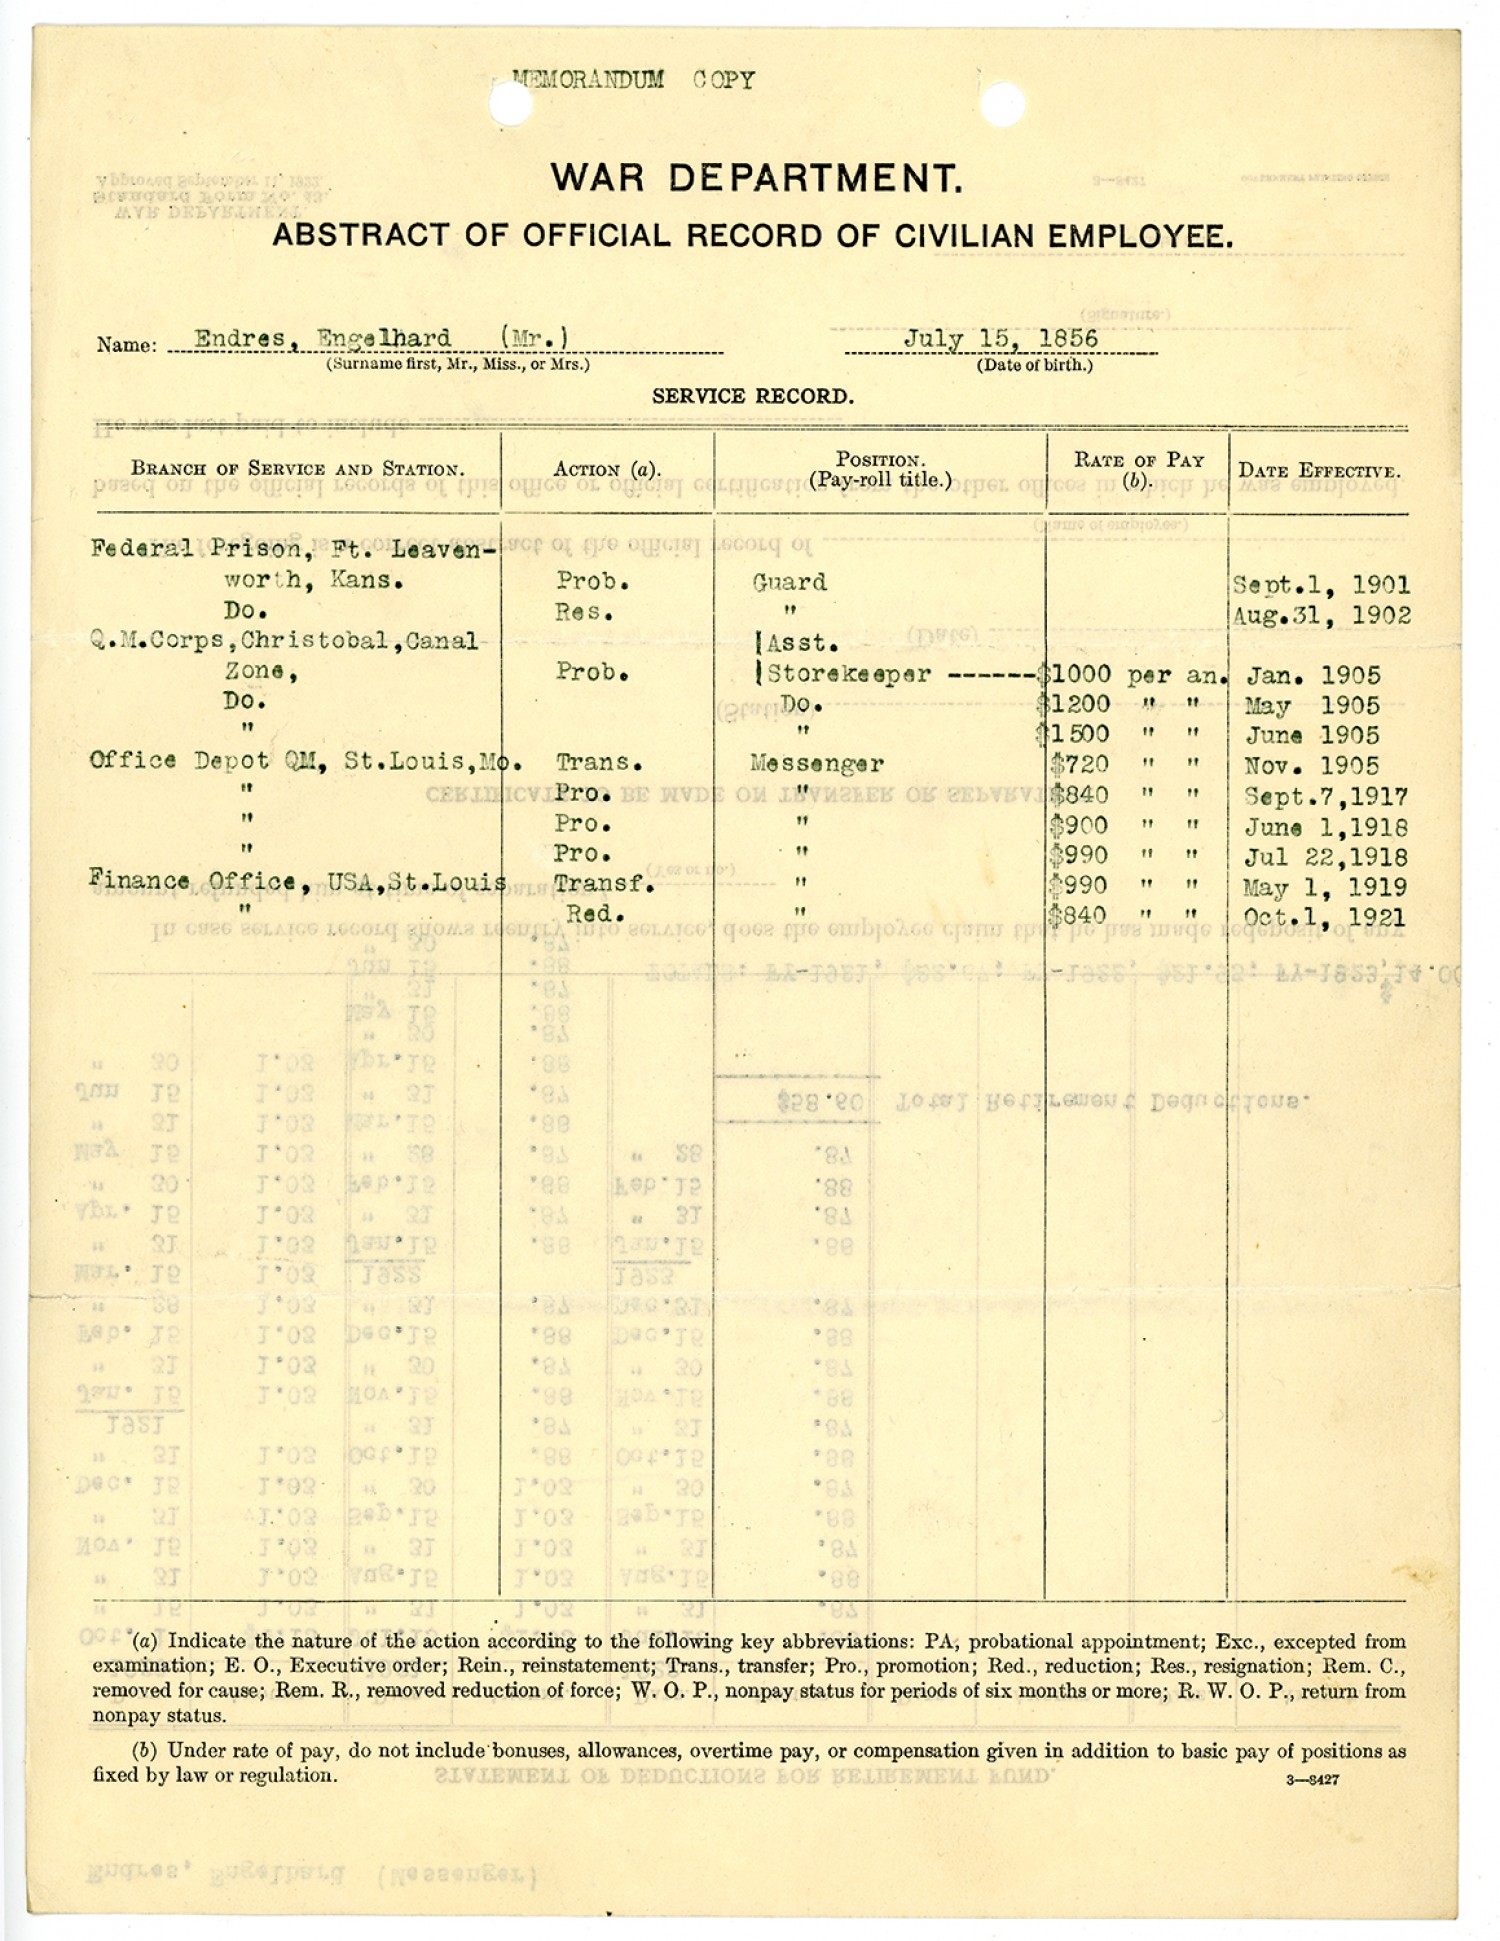 MEMORANDUM COPY
WAR DEPARTMENT.
ABSTRACT OF OFFICIAL RECORD OF CIVILIAN EMPLOYEE.
Name: Endres, Engelhard (Mr.) July 15, 1856
(Surname first, Mr., Miss., or Mrs.) (Date of birth.)
SERVICE RECORD.
BRANCH OF SERVICE AND STATION. ACTION (a). POSITION. (Pay-roll title.) RATE OF PAY (b). DATE EFFECTIVE.
Federal Prison, Ft. Leaven-
worth, Kans. Prob. Guard Sept.1, 1901
Do. Res. " Aug.31, 1902
Q.M.Corps,Christobal,Canal |Asst.
Zone, Prob. |Storekeeper ------$1000 per an. Jan. 1905
Do. Do. $1200 " " May 1905
" " $1500 " " June 1905
Office Depot QM, St.Louis,Mo. Trans. Messenger $720 " " Nov. 1905
" Pro. " $840 " " Sept.7,1917
" Pro. " $900 " " June 1,1918
" Pro. " $990 " " Jul 22,1918
Finance Office, USA,St.Louis Transf. " $990 " " May 1, 1919
" Red. " $840 " " Oct.1, 1921
(a) Indicate the nature of the action according to the following key abbreviations: PA, probational appointment; Exc., excepted from
examination; E. O., Executive order; Rein., reinstatement; Trans., transfer; Pro., promotion; Red., reduction; Res., resignation; Rem. C.,
removed for cause; Rem. R., removed reduction of force; W. O. P., nonpay status for periods of six months or more; R. W. O. P., return from
nonpay status.
(b) Under rate of pay, do not include bonuses, allowances, overtime pay, or compensation given in addition to basic pay of positions as
fixed by law or regulation.
3—8427